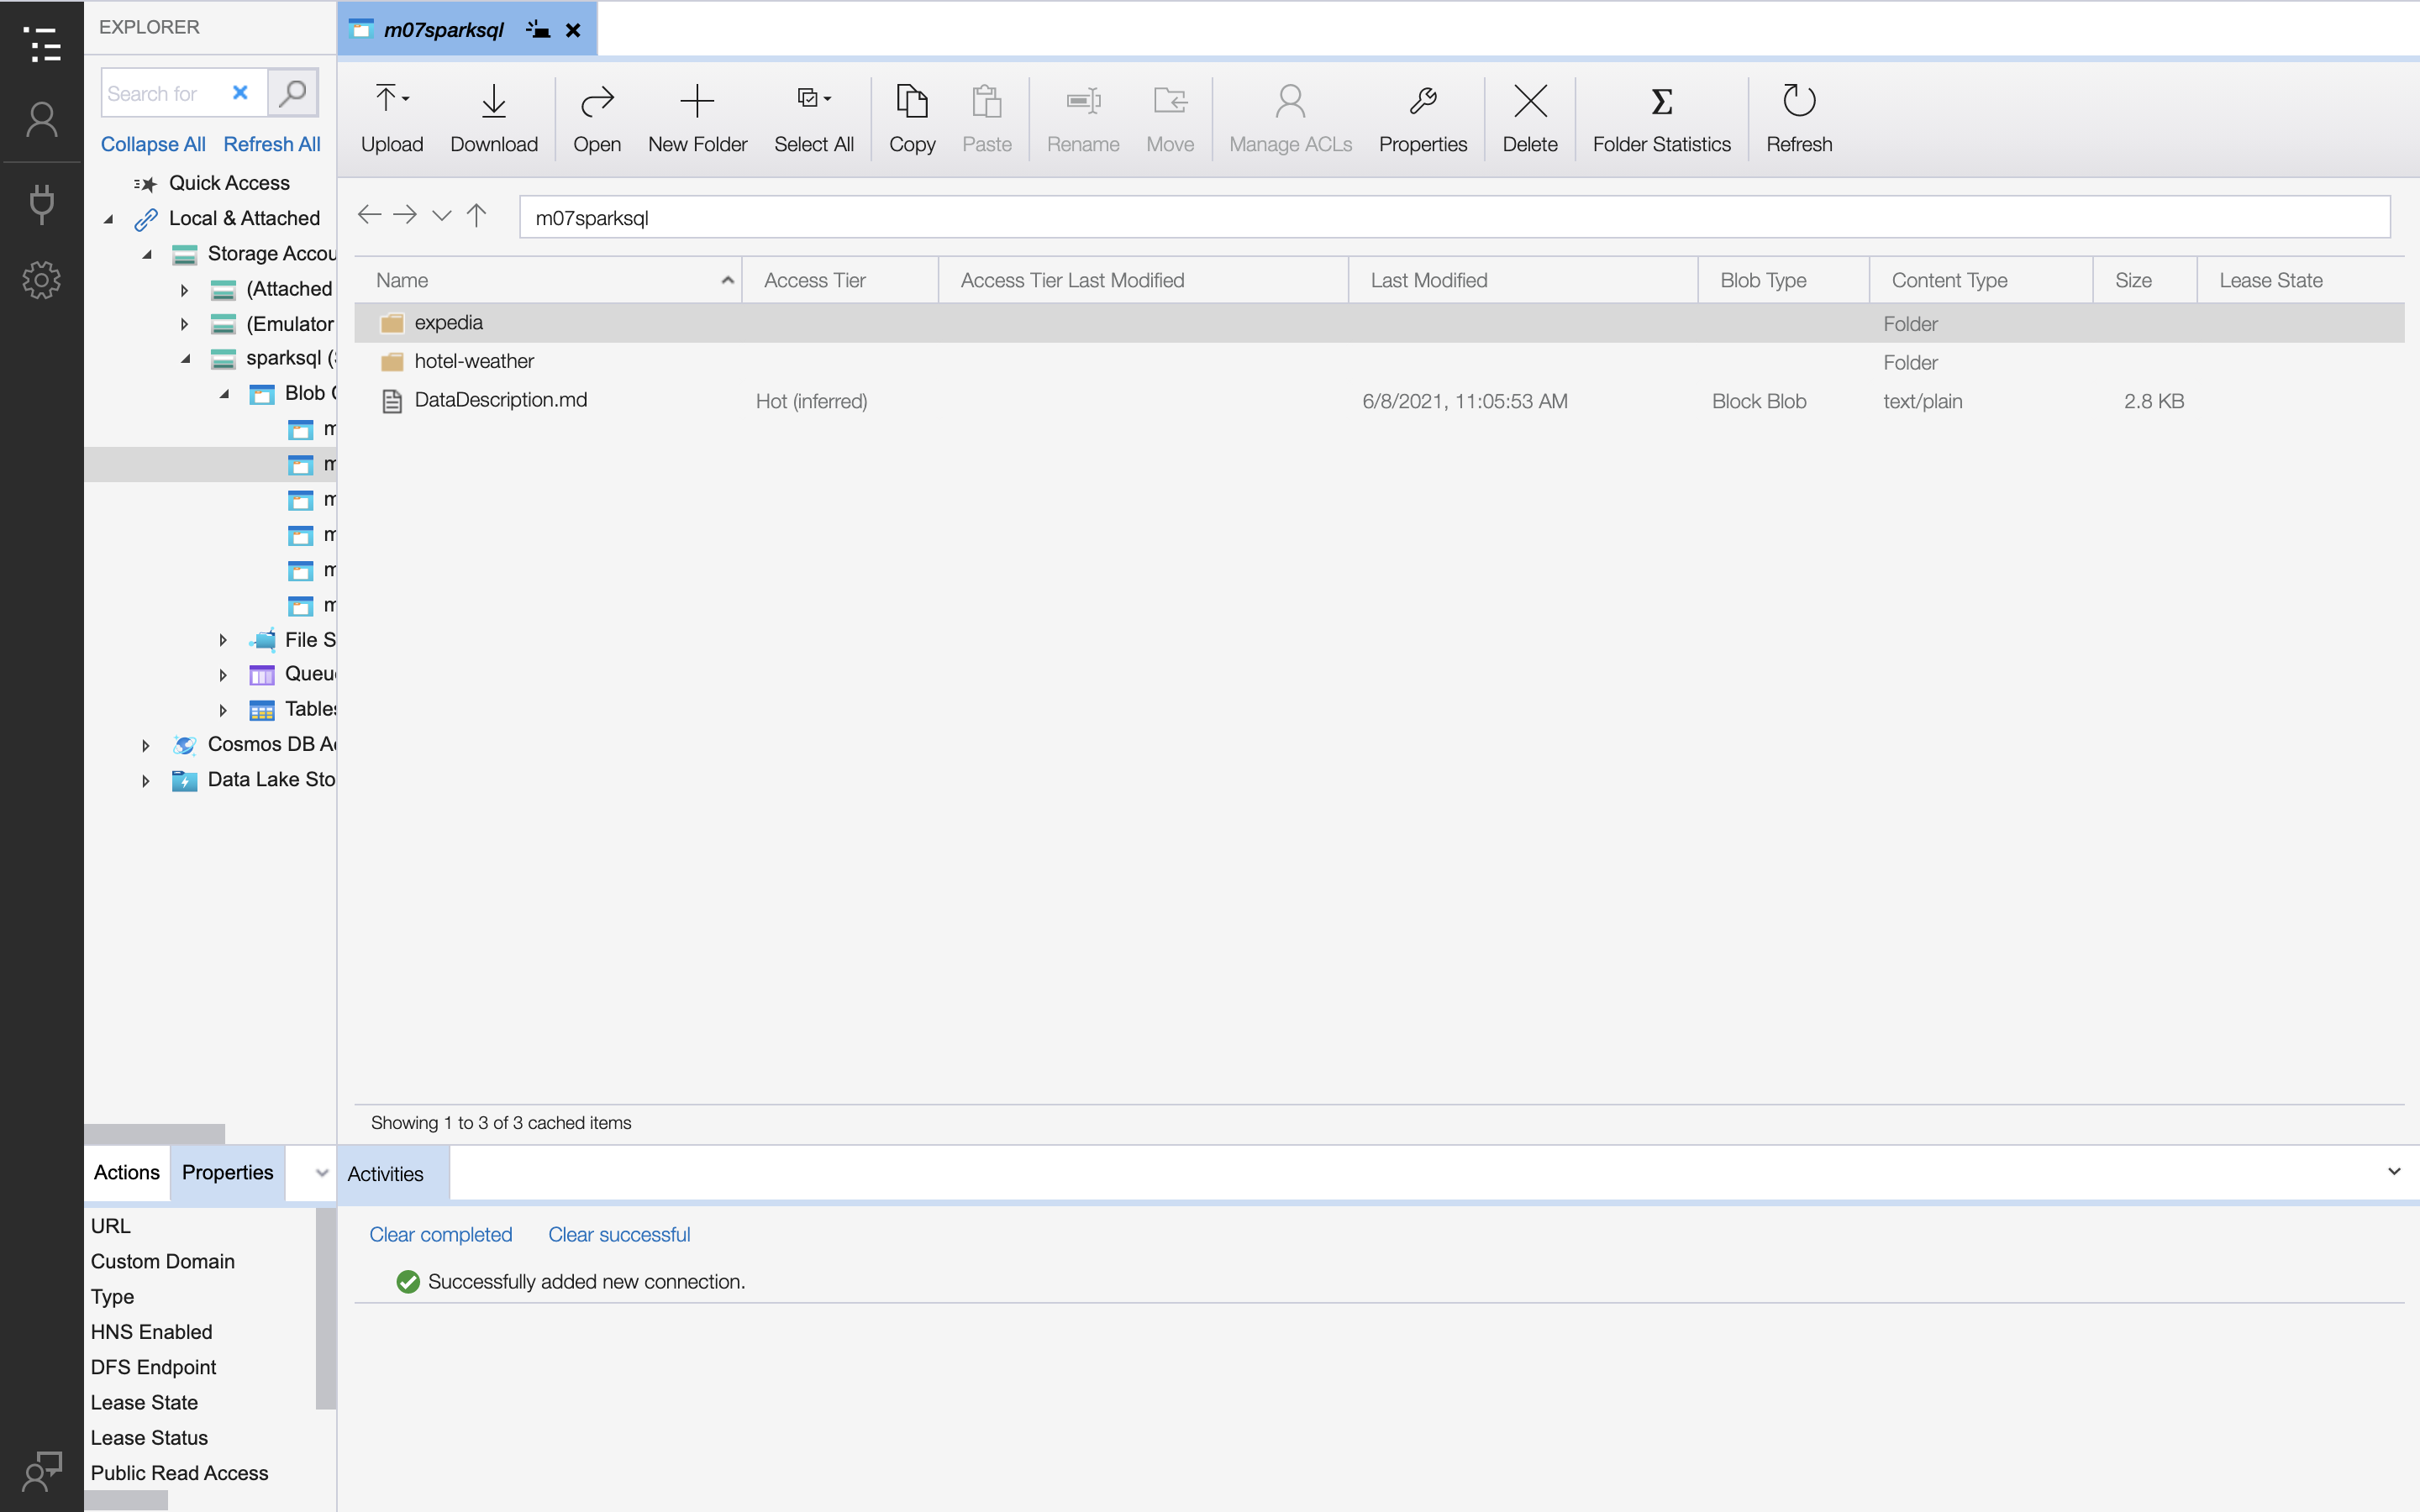 EXPLORER
Search for
Collapse All Refresh All
Quick Access
Local & Attached
Storage Accou
(Attached
(Emulator
sparksql (
Blob
m
m
m
m
m
m
File S
Queu
Tables
Cosmos DB A
Data Lake Sto
Actions Properties
URL
Custom Domain
Type
HNS Enabled
DFS Endpoint
Lease State
Lease Status
Public Read Access
m07sparksql
Upload Download Open New Folder Select All Copy Paste Rename Move Manage ACLs Properties Delete Folder Statistics Refresh
m07sparksql
Name Access Tier Access Tier Last Modified Last Modified Blob Type Content Type Size Lease State
expedia Folder
hotel-weather Folder
DataDescription.md Hot (inferred) 6/8/2021, 11:05:53 AM Block Blob text/plain 2.8 KB
Showing 1 to 3 of 3 cached items
Activities
Clear completed Clear successful
Successfully added new connection.